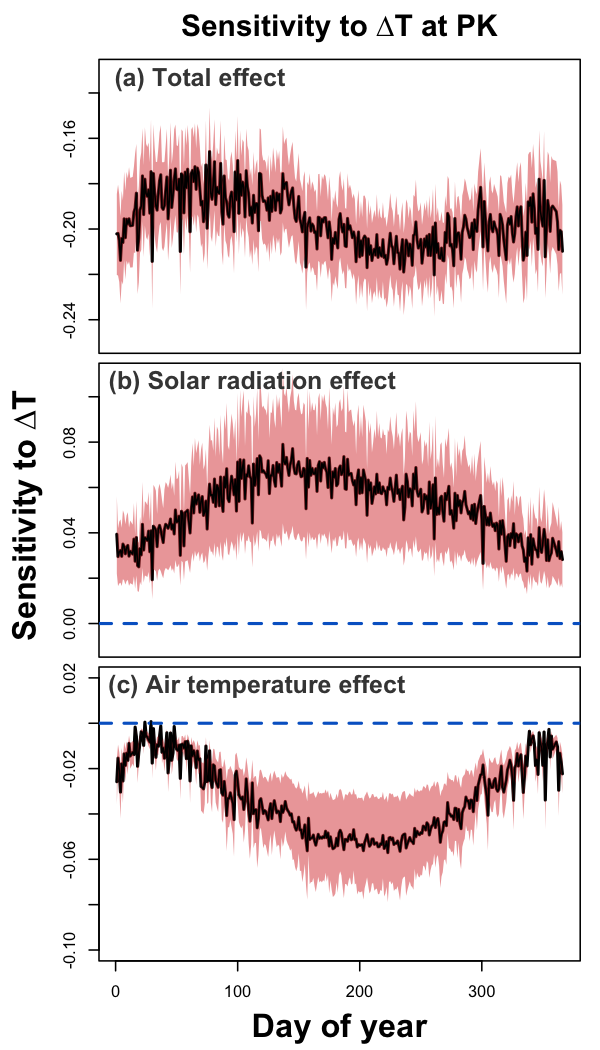 Sensitivity to ΔT at PK
(a) Total effect
-0.16
-0.20
-0.24
(b) Solar radiation effect
0.08
0.04
0.00
Sensitivity to ΔT
(c) Air temperature effect
0.02
-0.02
-0.06
-0.10
0 100 200 300
Day of year